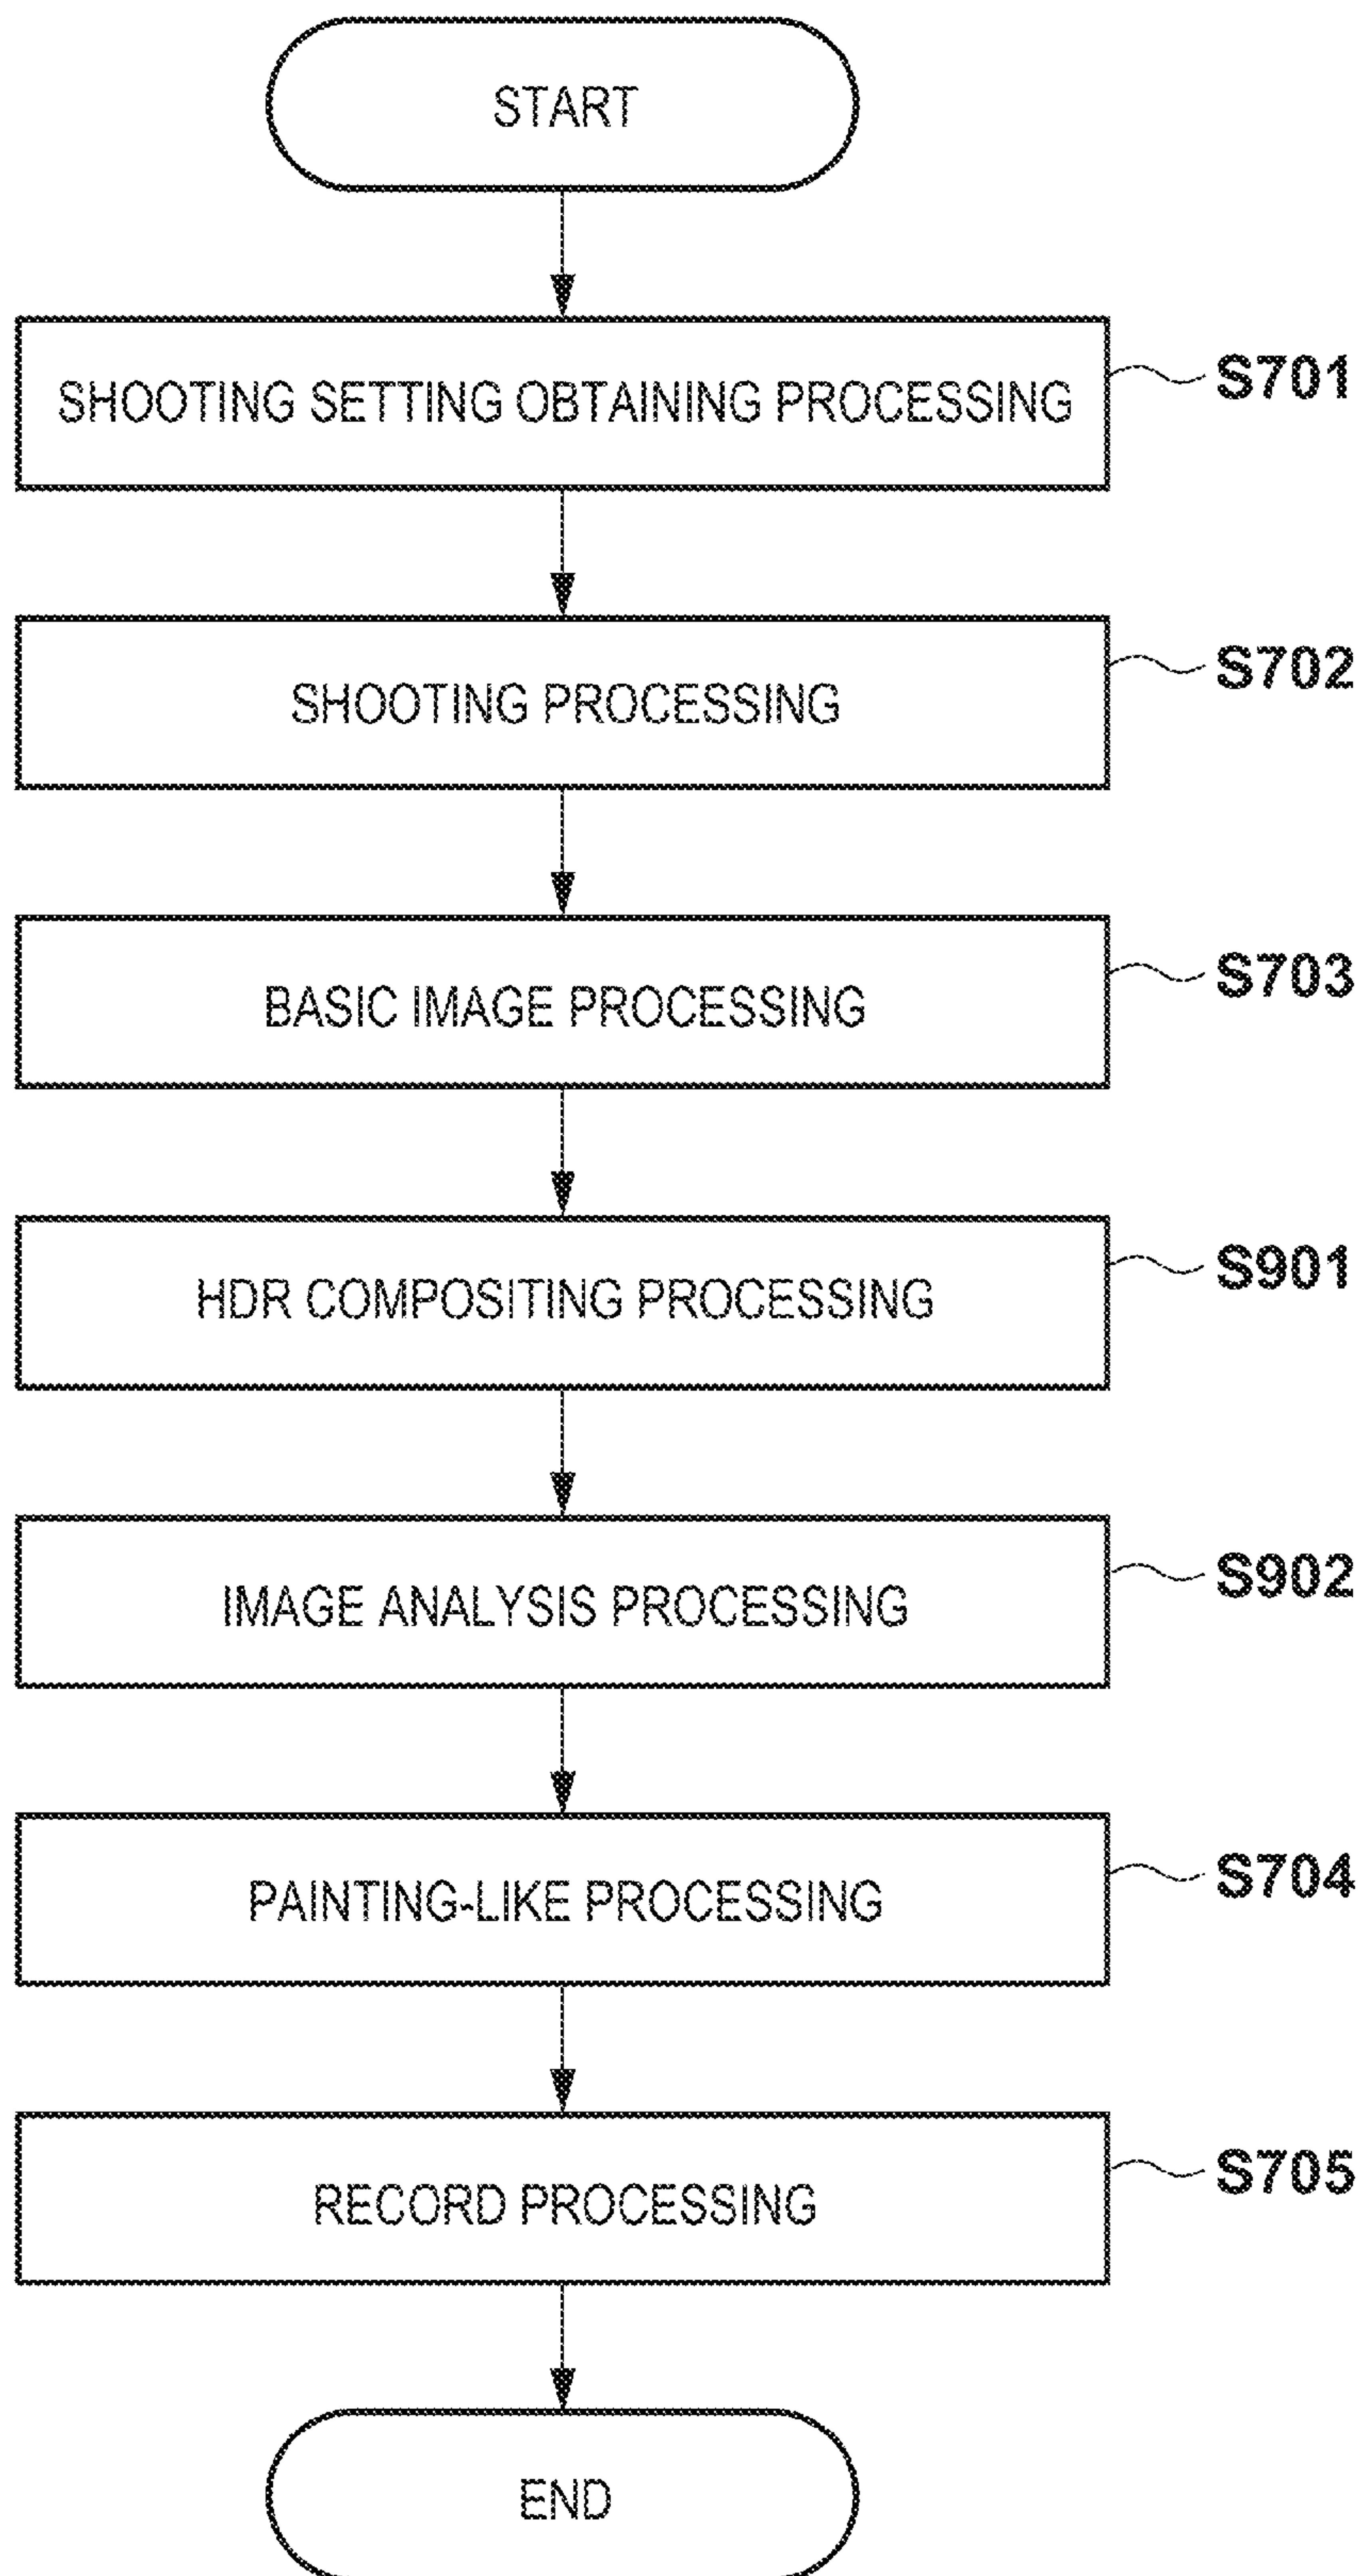 START
SHOOTING SETTING OBTAINING PROCESSING
S701
SHOOTING PROCESSING
S702
BASIC IMAGE PROCESSING
S703
HDR COMPOSITING PROCESSING
S901
IMAGE ANALYSIS PROCESSING
S902
PAINTING-LIKE PROCESSING
S704
RECORD PROCESSING
S705
END